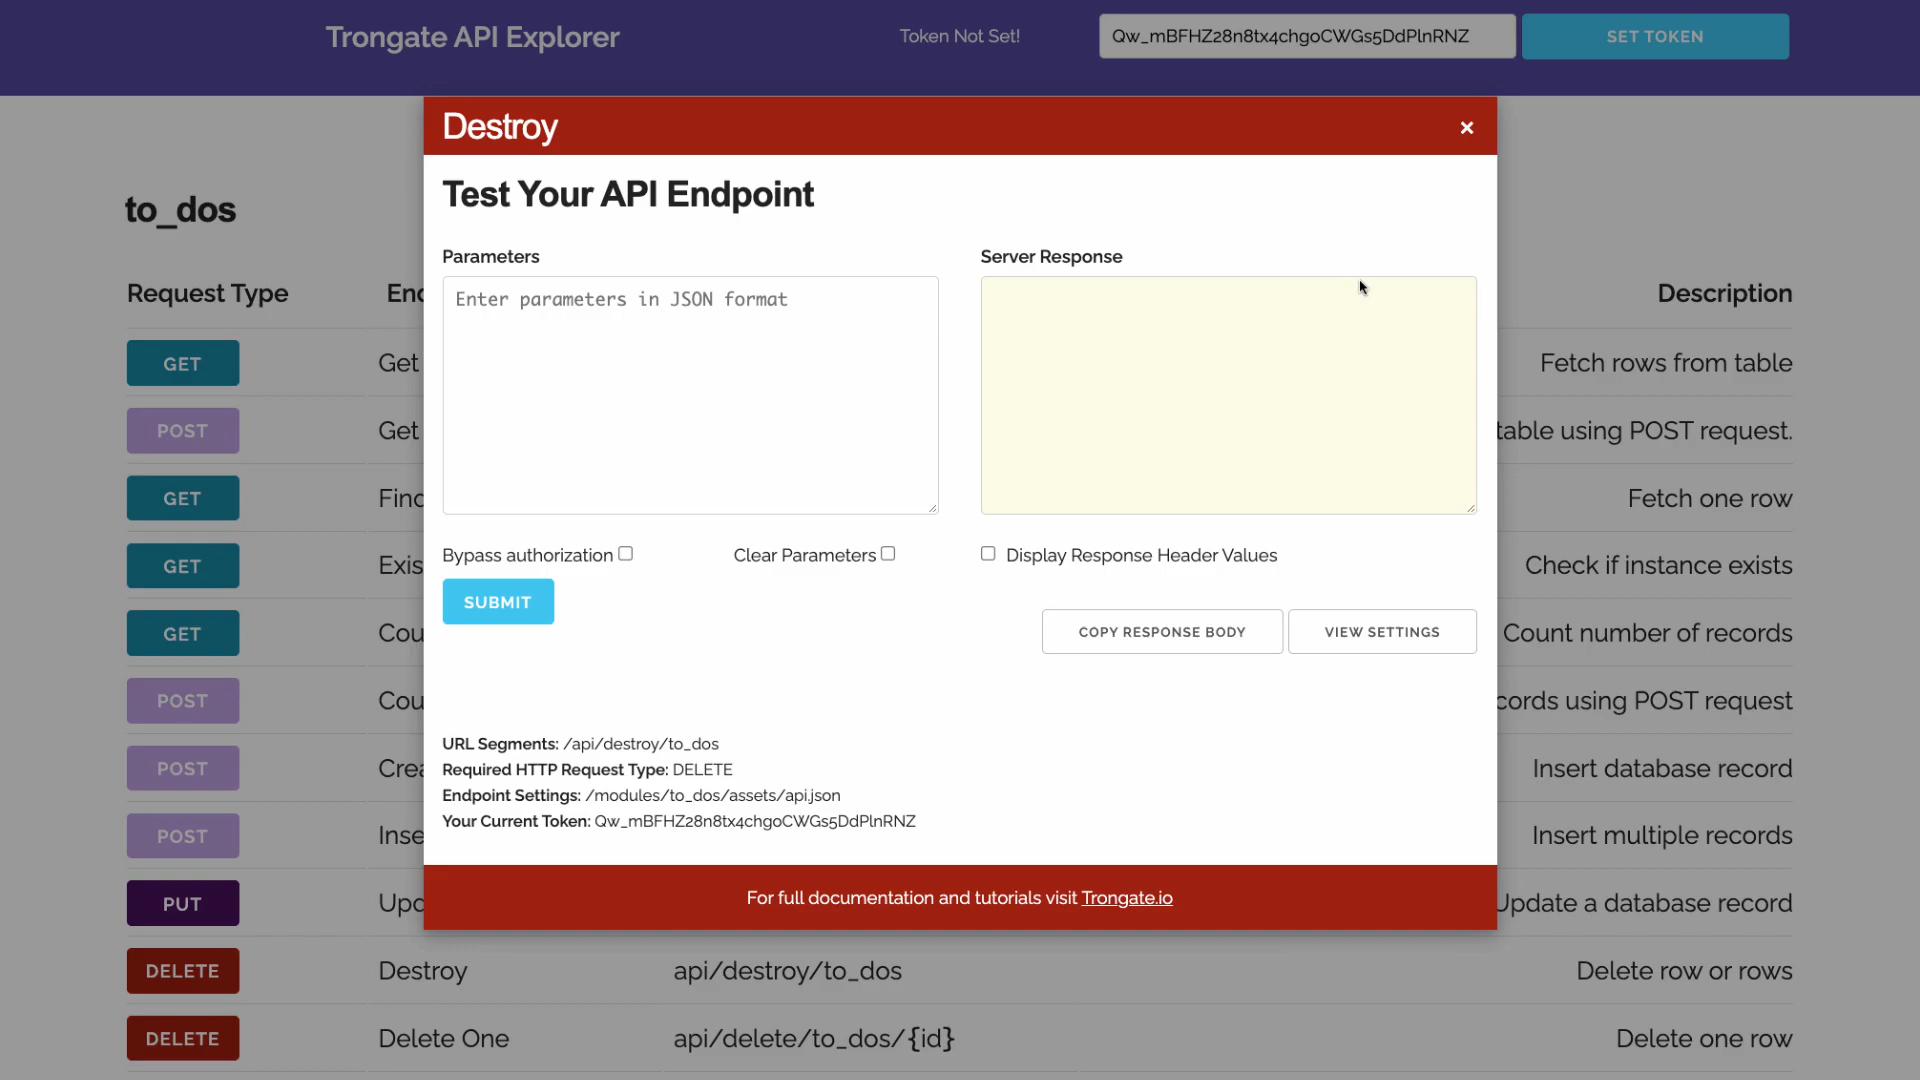 Trongate API Explorer
Token Not Set!
Qw_mBFHZ28n8tx4chgoCWGs5DdPlnRNZ
SET TOKEN
Destroy
×
Test Your API Endpoint
Parameters
Server Response
Enter parameters in JSON format
Bypass authorization
Clear Parameters
Display Response Header Values
SUBMIT
COPY RESPONSE BODY
VIEW SETTINGS
URL Segments: /api/destroy/to_dos
Required HTTP Request Type: DELETE
Endpoint Settings: /modules/to_dos/assets/api.json
Your Current Token: Qw_mBFHZ28n8tx4chgoCWGs5DdPlnRNZ
For full documentation and tutorials visit Trongate.io
to_dos
Request Type
Description
GET Get Fetch rows from table
POST Get table using POST request.
GET Fetch one row
GET Check if instance exists
GET Count number of records
POST using POST request
POST Insert database record
POST Insert multiple records
PUT Update a database record
DELETE Destroy api/destroy/to_dos Delete row or rows
DELETE Delete One api/delete/to_dos/{id} Delete one row